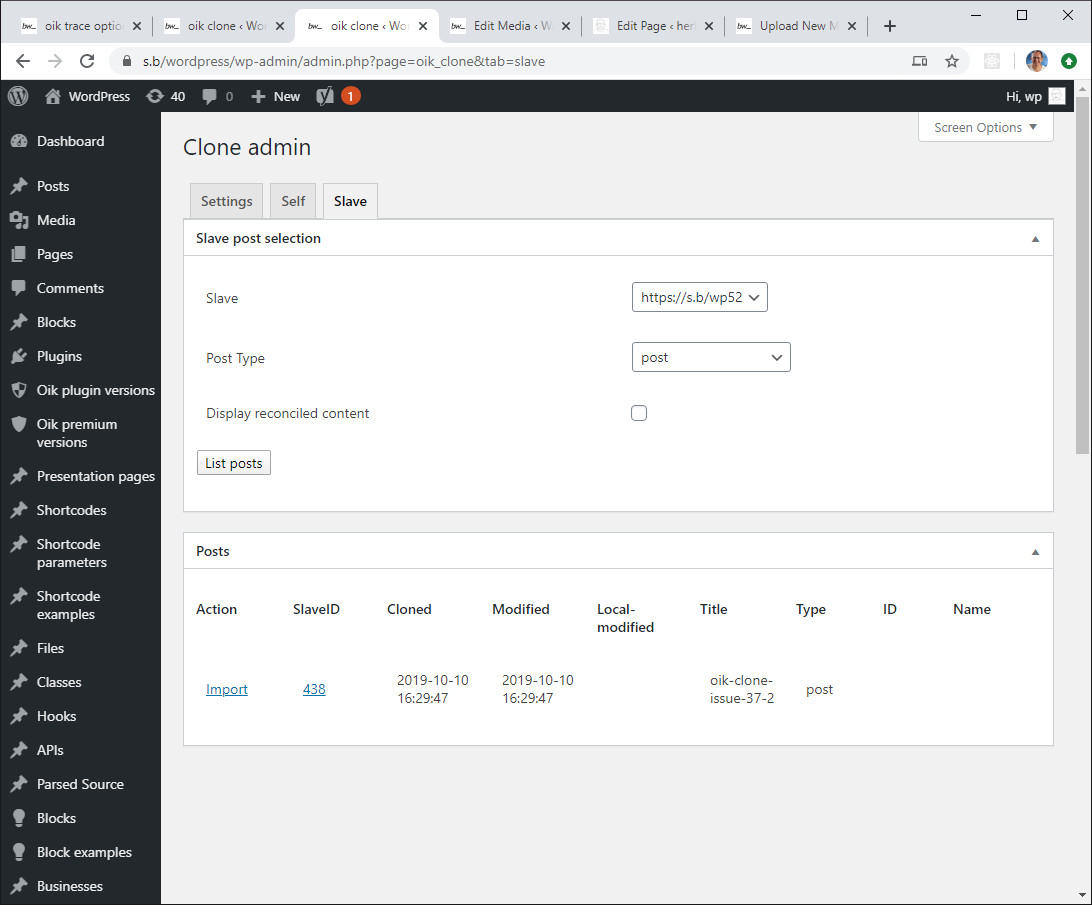 oik trace optio
oik clone ‹ Wo
oik clone ‹ Wo
Edit Media ‹ W
Edit Page ‹ her
Upload New M
s.b/wordpress/wp-admin/admin.php?page=oik_clone&tab=slave
WordPress 40 0 New 1 Hi, wp
Screen Options
Dashboard
Posts
Media
Pages
Comments
Blocks
Plugins
Oik plugin versions
Oik premium
versions
Presentation pages
Shortcodes
Shortcode
parameters
Shortcode
examples
Files
Classes
Hooks
APIs
Parsed Source
Blocks
Block examples
Businesses
Clone admin
Settings Self Slave
Slave post selection
Slave https://s.b/wp52
Post Type post
Display reconciled content
List posts
Posts
Action SlaveID Cloned Modified Local- Title Type ID Name
modified
2019-10-10 2019-10-10 oik-clone-
Import 438 post
16:29:47 16:29:47 issue-37-2